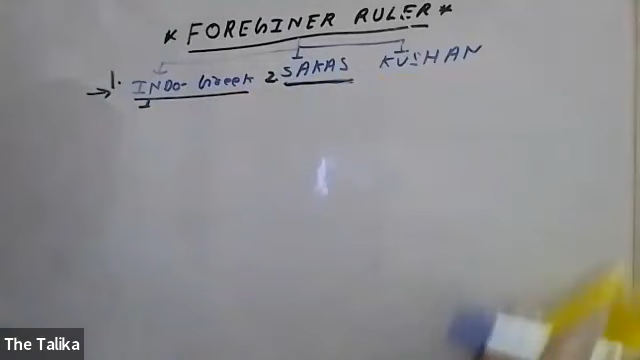 * FOREGINER RULER *
1. INDO-Greek 2 SAKAS KUSHAN
The Talika